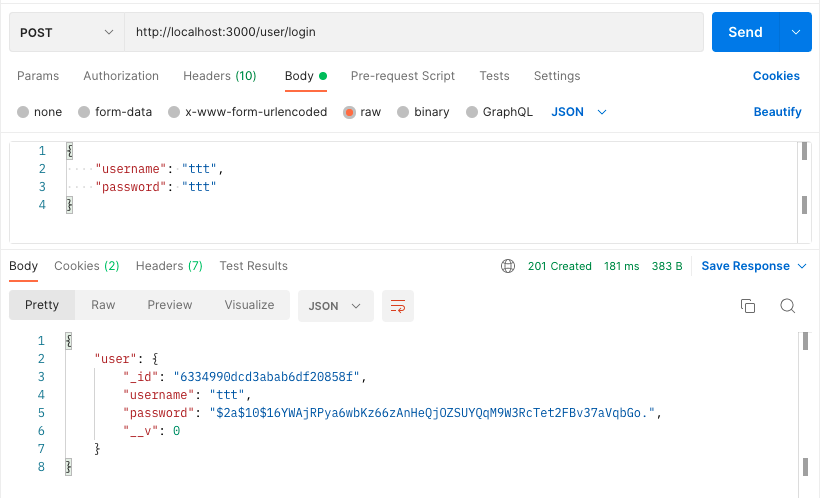 POST http://localhost:3000/user/login Send
Params Authorization Headers (10) Body Pre-request Script Tests Settings Cookies
none form-data x-www-form-urlencoded raw binary GraphQL JSON Beautify
1 {
2 ····"username":·"ttt",
3 ····"password":·"ttt"
4 }
Body Cookies (2) Headers (7) Test Results 201 Created 181 ms 383 B Save Response
Pretty Raw Preview Visualize JSON
1 {
2 "user": {
3 "_id": "6334990dcd3abab6df20858f",
4 "username": "ttt",
5 "password": "$2a$10$16YWAjRPya6wbKz66zAnHeQjOZSUYQqM9W3RcTet2FBv37aVqbGo.",
6 "__v": 0
7 }
8 }